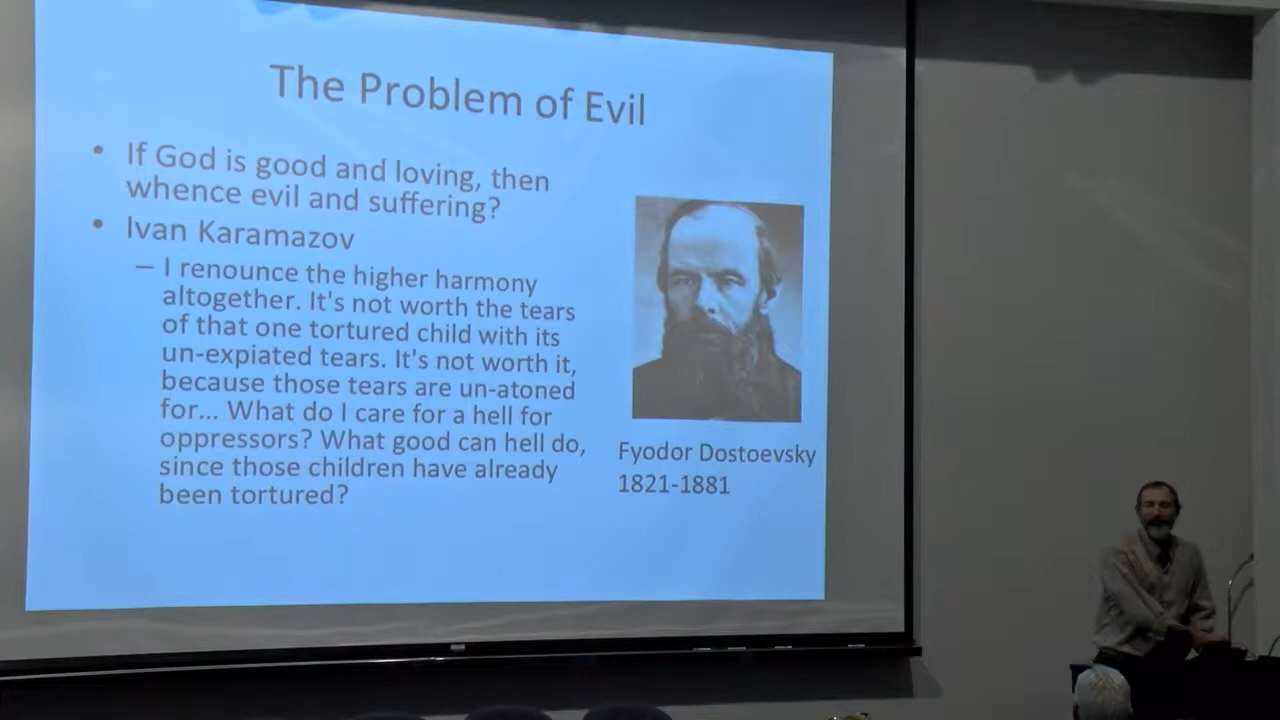 The Problem of Evil
• If God is good and loving, then
whence evil and suffering?
• Ivan Karamazov
– I renounce the higher harmony
altogether. It's not worth the tears
of that one tortured child with its
un-expiated tears. It's not worth it,
because those tears are un-atoned
for... What do I care for a hell for
oppressors? What good can hell do,
since those children have already
been tortured?
Fyodor Dostoevsky
1821-1881